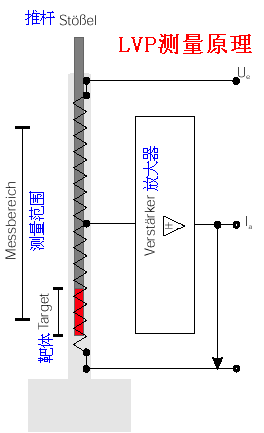 推杆 Stößel
LVP测量原理
Ue
Messbereich
测量范围
Verstärker 放大器
Ia
Target
靶体